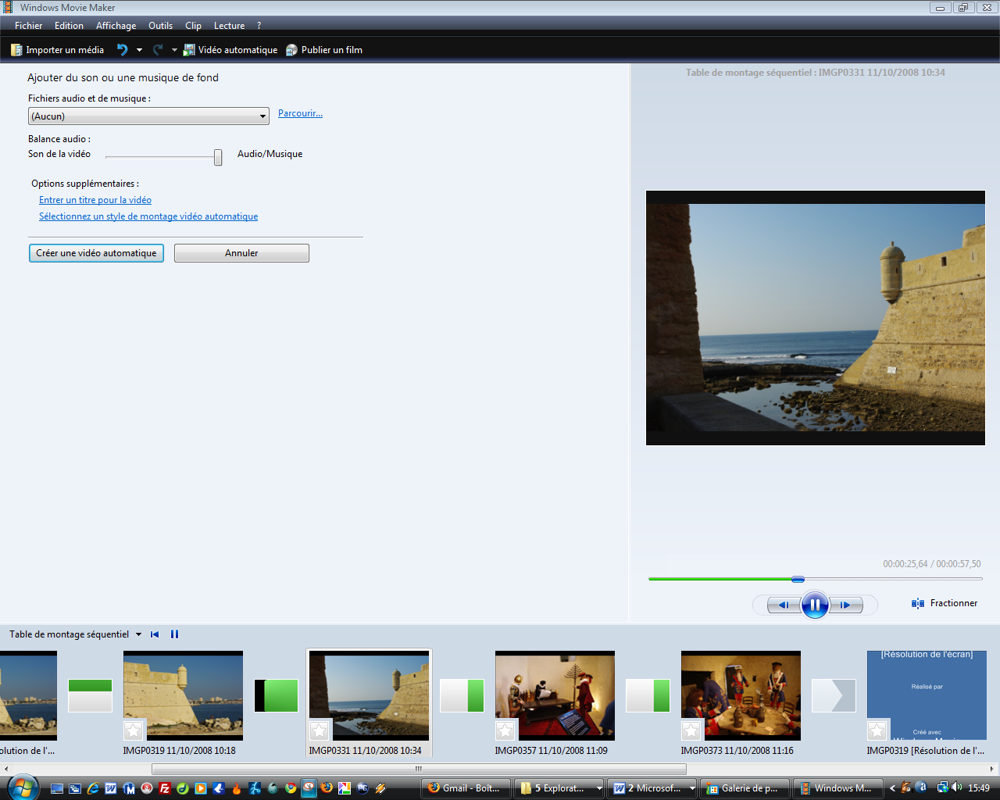 Windows Movie Maker
Fichier Edition Affichage Outils Clip Lecture ?
Importer un média Vidéo automatique Publier un film
Ajouter du son ou une musique de fond
Fichiers audio et de musique :
(Aucun) Parcourir...
Balance audio :
Son de la vidéo Audio/Musique
Options supplémentaires :
Entrer un titre pour la vidéo
Sélectionnez un style de montage vidéo automatique
Créer une vidéo automatique Annuler
Table de montage séquentiel : IMGP0331 11/10/2008 10:34
00:00:25,64 / 00:00:57,50
Fractionner
Table de montage séquentiel
[Résolution de l'écran]
Réalisé par
Créé avec
Windows Movie
olution de l'... IMGP0319 11/10/2008 10:18 IMGP0331 11/10/2008 10:34 IMGP0357 11/10/2008 11:09 IMGP0373 11/10/2008 11:16 IMGP0319 [Résolution de l'...
Gmail - Boît... 5 Explorat... 2 Microsof... Galerie de p... Windows M... 15:49